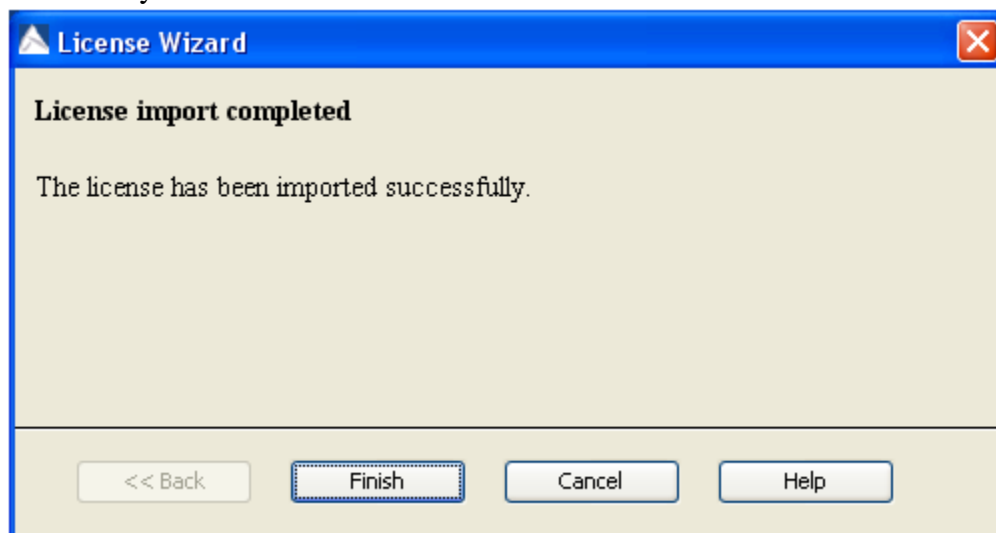 License Wizard
License import completed
The license has been imported successfully.
<< Back Finish Cancel Help